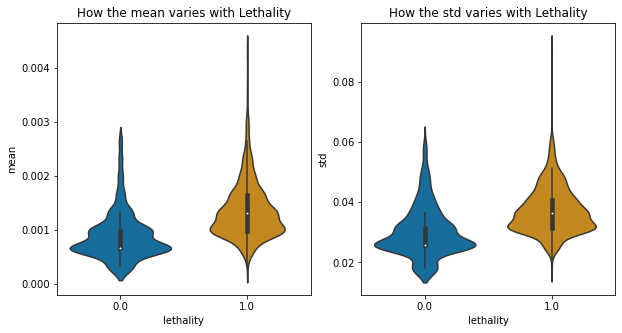 How the mean varies with Lethality
0.004
0.003
0.002
0.001
0.000
mean
0.0
1.0
lethality
How the std varies with Lethality
0.08
0.06
0.04
0.02
std
0.0
1.0
lethality